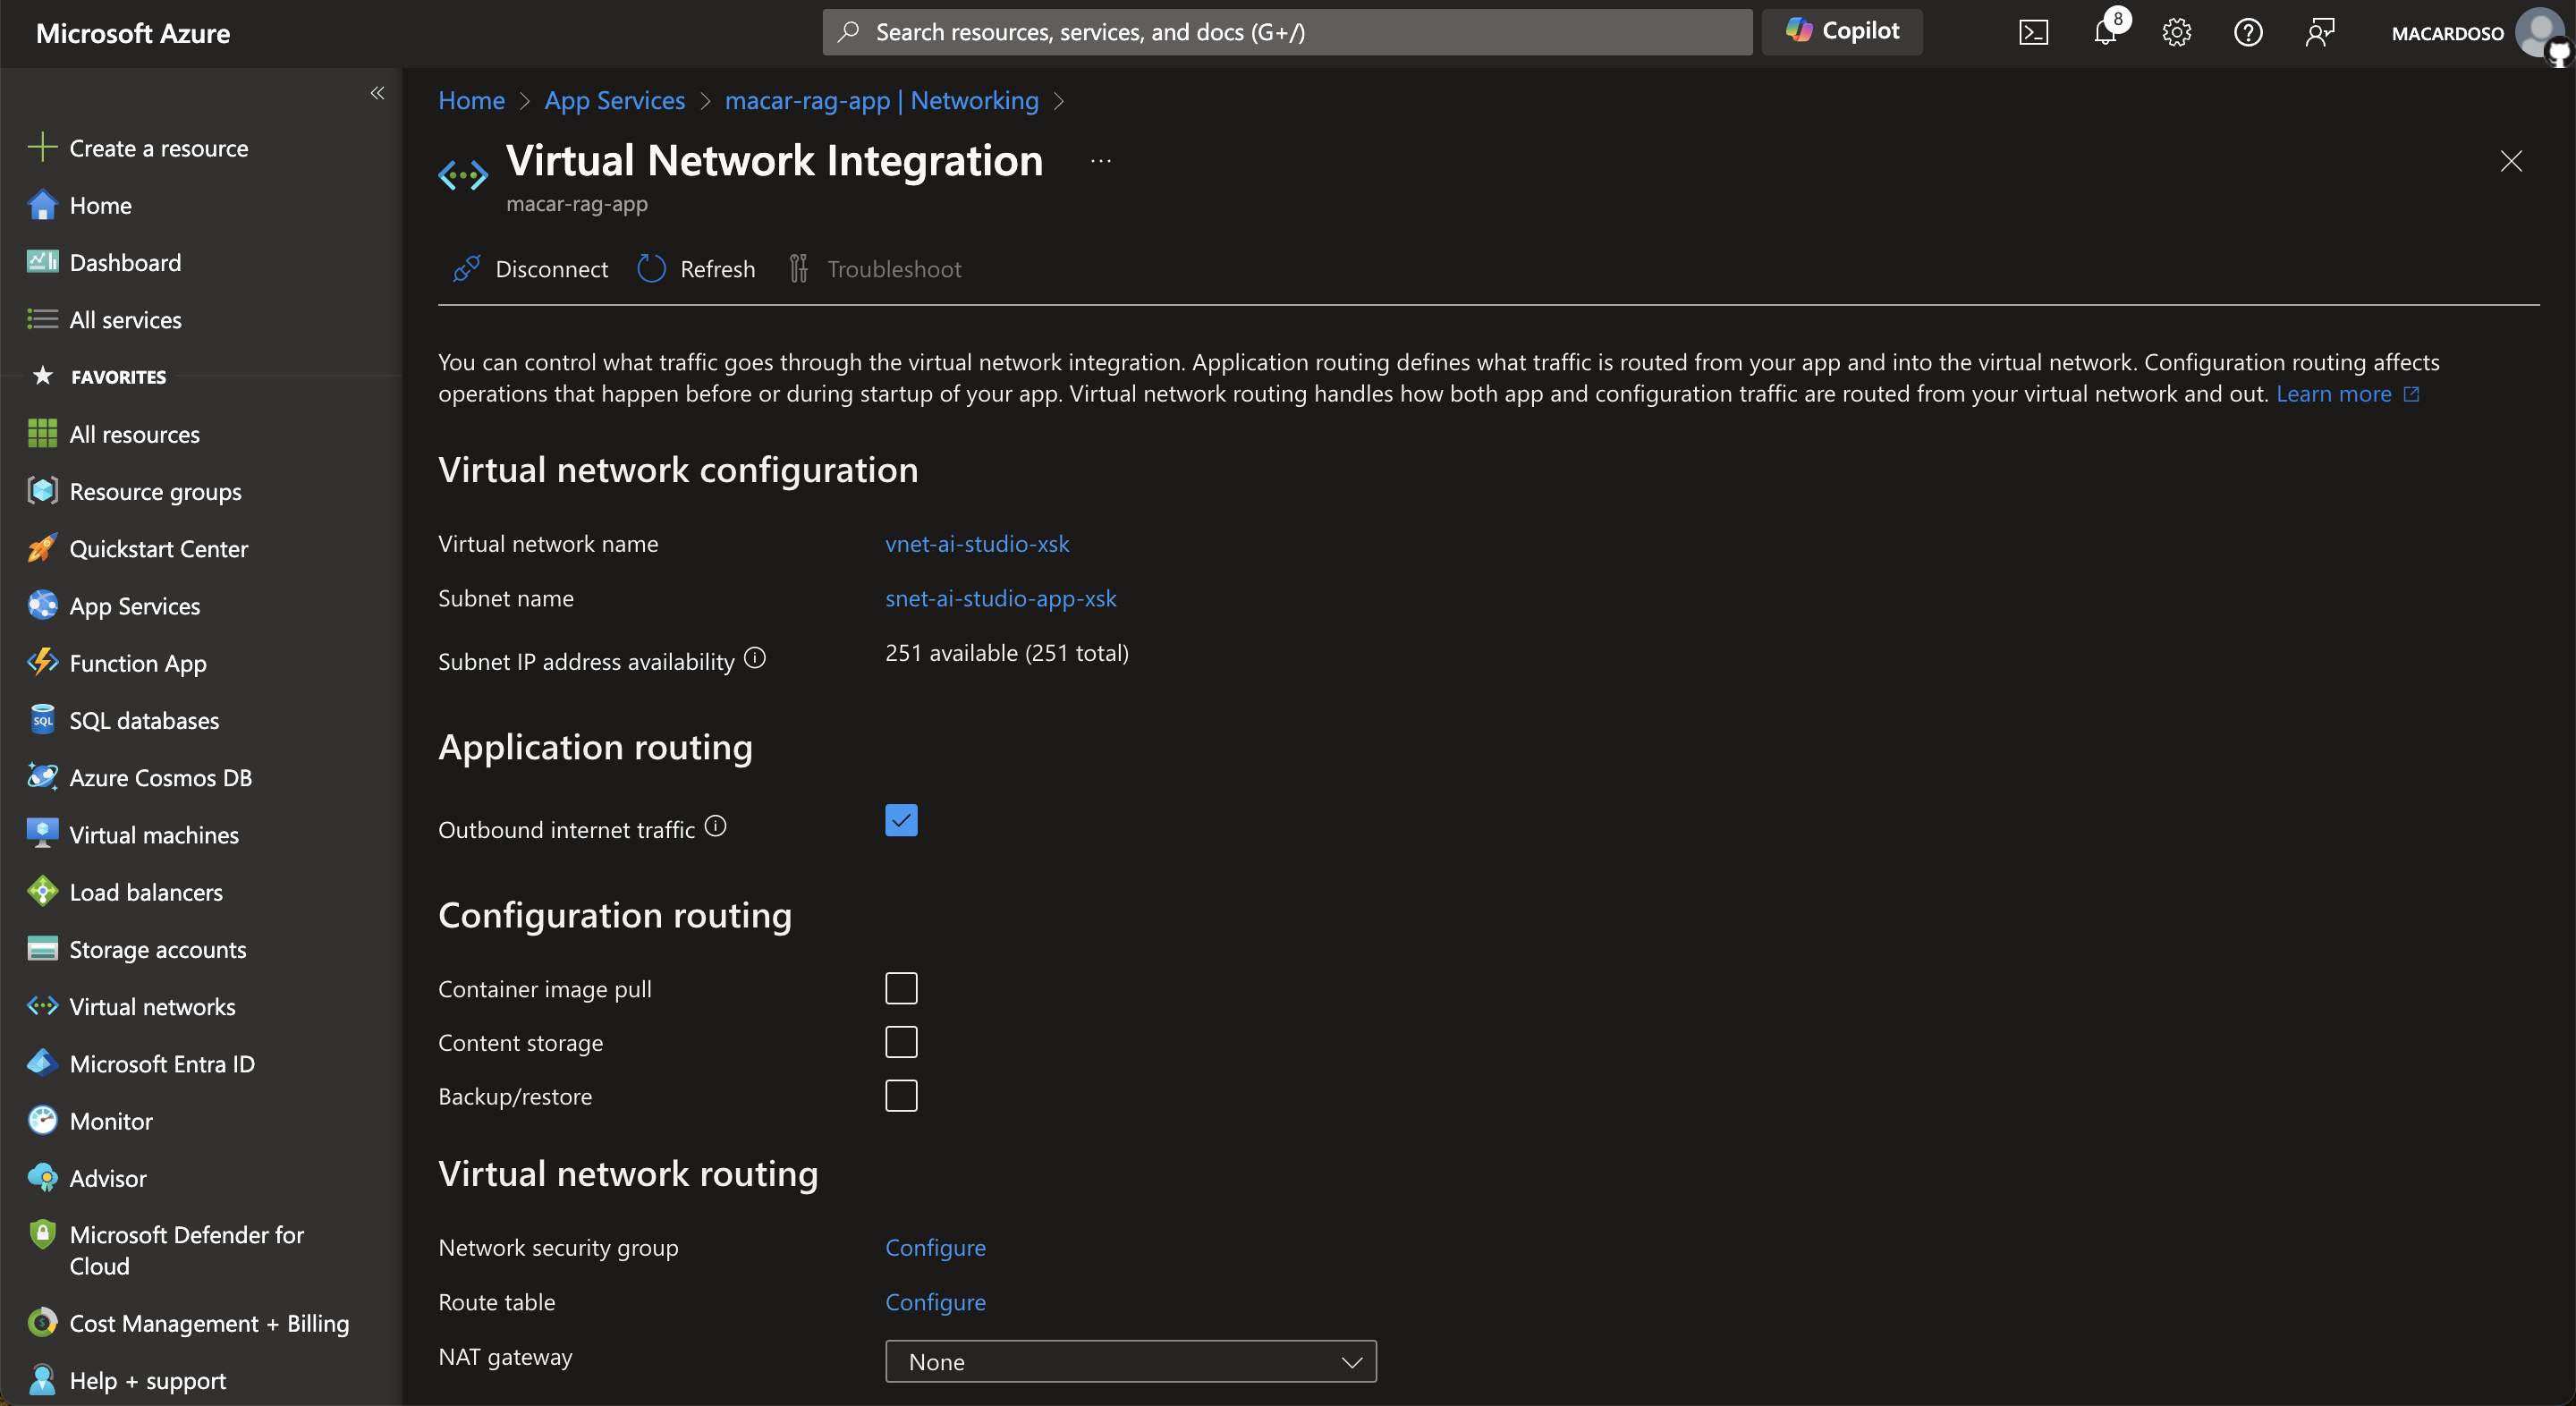 Microsoft Azure
Search resources, services, and docs (G+/)
Copilot
8
MACARDOSO
Create a resource
Home
Dashboard
All services
FAVORITES
All resources
Resource groups
Quickstart Center
App Services
Function App
SQL
SQL databases
Azure Cosmos DB
Virtual machines
Load balancers
Storage accounts
Virtual networks
Microsoft Entra ID
Monitor
Advisor
Microsoft Defender for
Cloud
Cost Management + Billing
Help + support
Home > App Services > macar-rag-app | Networking >
Virtual Network Integration ...
macar-rag-app
Disconnect Refresh Troubleshoot
You can control what traffic goes through the virtual network integration. Application routing defines what traffic is routed from your app and into the virtual network. Configuration routing affects
operations that happen before or during startup of your app. Virtual network routing handles how both app and configuration traffic are routed from your virtual network and out. Learn more
Virtual network configuration
Virtual network name vnet-ai-studio-xsk
Subnet name snet-ai-studio-app-xsk
Subnet IP address availability 251 available (251 total)
Application routing
Outbound internet traffic
Configuration routing
Container image pull
Content storage
Backup/restore
Virtual network routing
Network security group Configure
Route table Configure
NAT gateway None